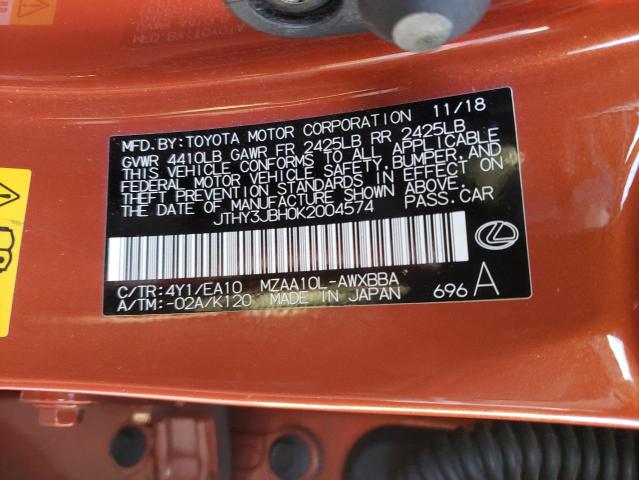 MFD. BY: TOYOTA MOTOR CORPORATION 11/18
GVWR 4410LB GAWR FR 2425LB RR 2425LB
THIS VEHICLE CONFORMS TO ALL APPLICABLE
FEDERAL MOTOR VEHICLE SAFETY, BUMPER, AND
THEFT PREVENTION STANDARDS IN EFFECT ON
THE DATE OF MANUFACTURE SHOWN ABOVE.
JTHY3JBH0K2004574 PASS. CAR
C/TR: 4Y1/EA10 MZAA10L-AWXBBA
A/TM: -02A/K120 MADE IN JAPAN 696 A